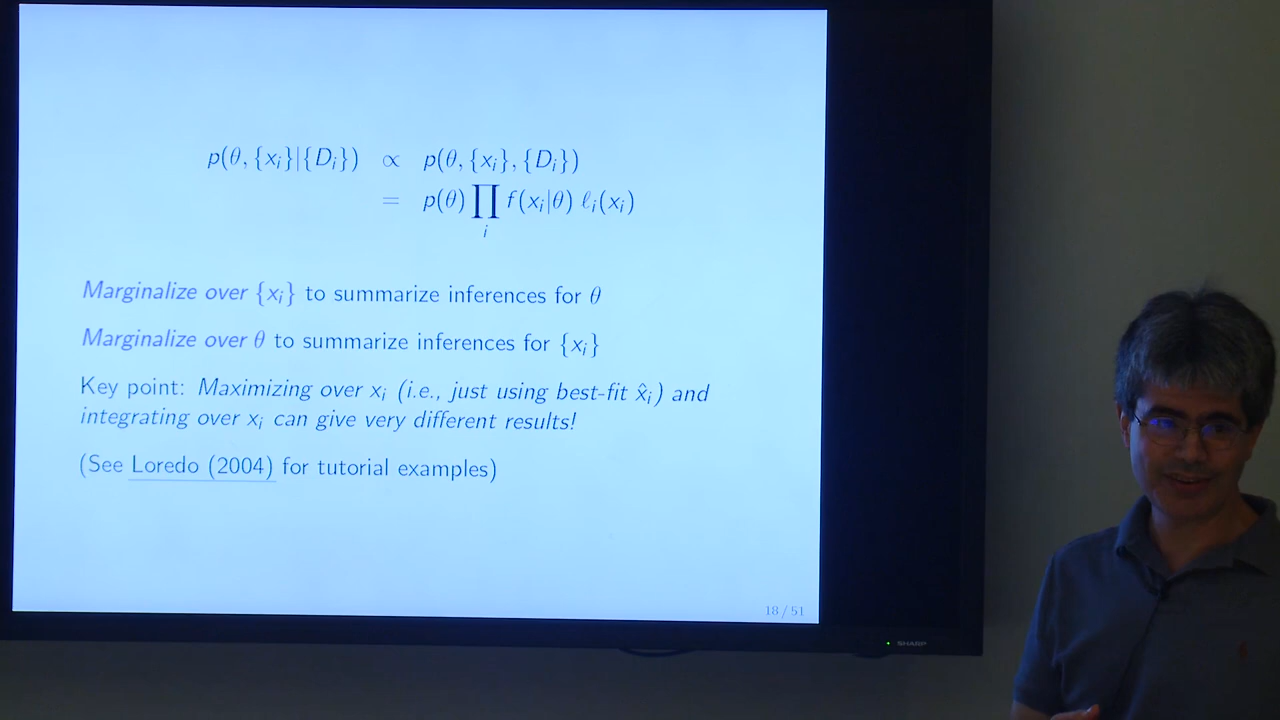 p(θ, {xᵢ}|{Dᵢ}) ∝ p(θ, {xᵢ}, {Dᵢ})
= p(θ) ∏ᵢ f(xᵢ|θ) ℓᵢ(xᵢ)
Marginalize over {xᵢ} to summarize inferences for θ
Marginalize over θ to summarize inferences for {xᵢ}
Key point: Maximizing over xᵢ (i.e., just using best-fit x̂ᵢ) and
integrating over xᵢ can give very different results!
(See Loredo (2004) for tutorial examples)
18 / 51
SHARP